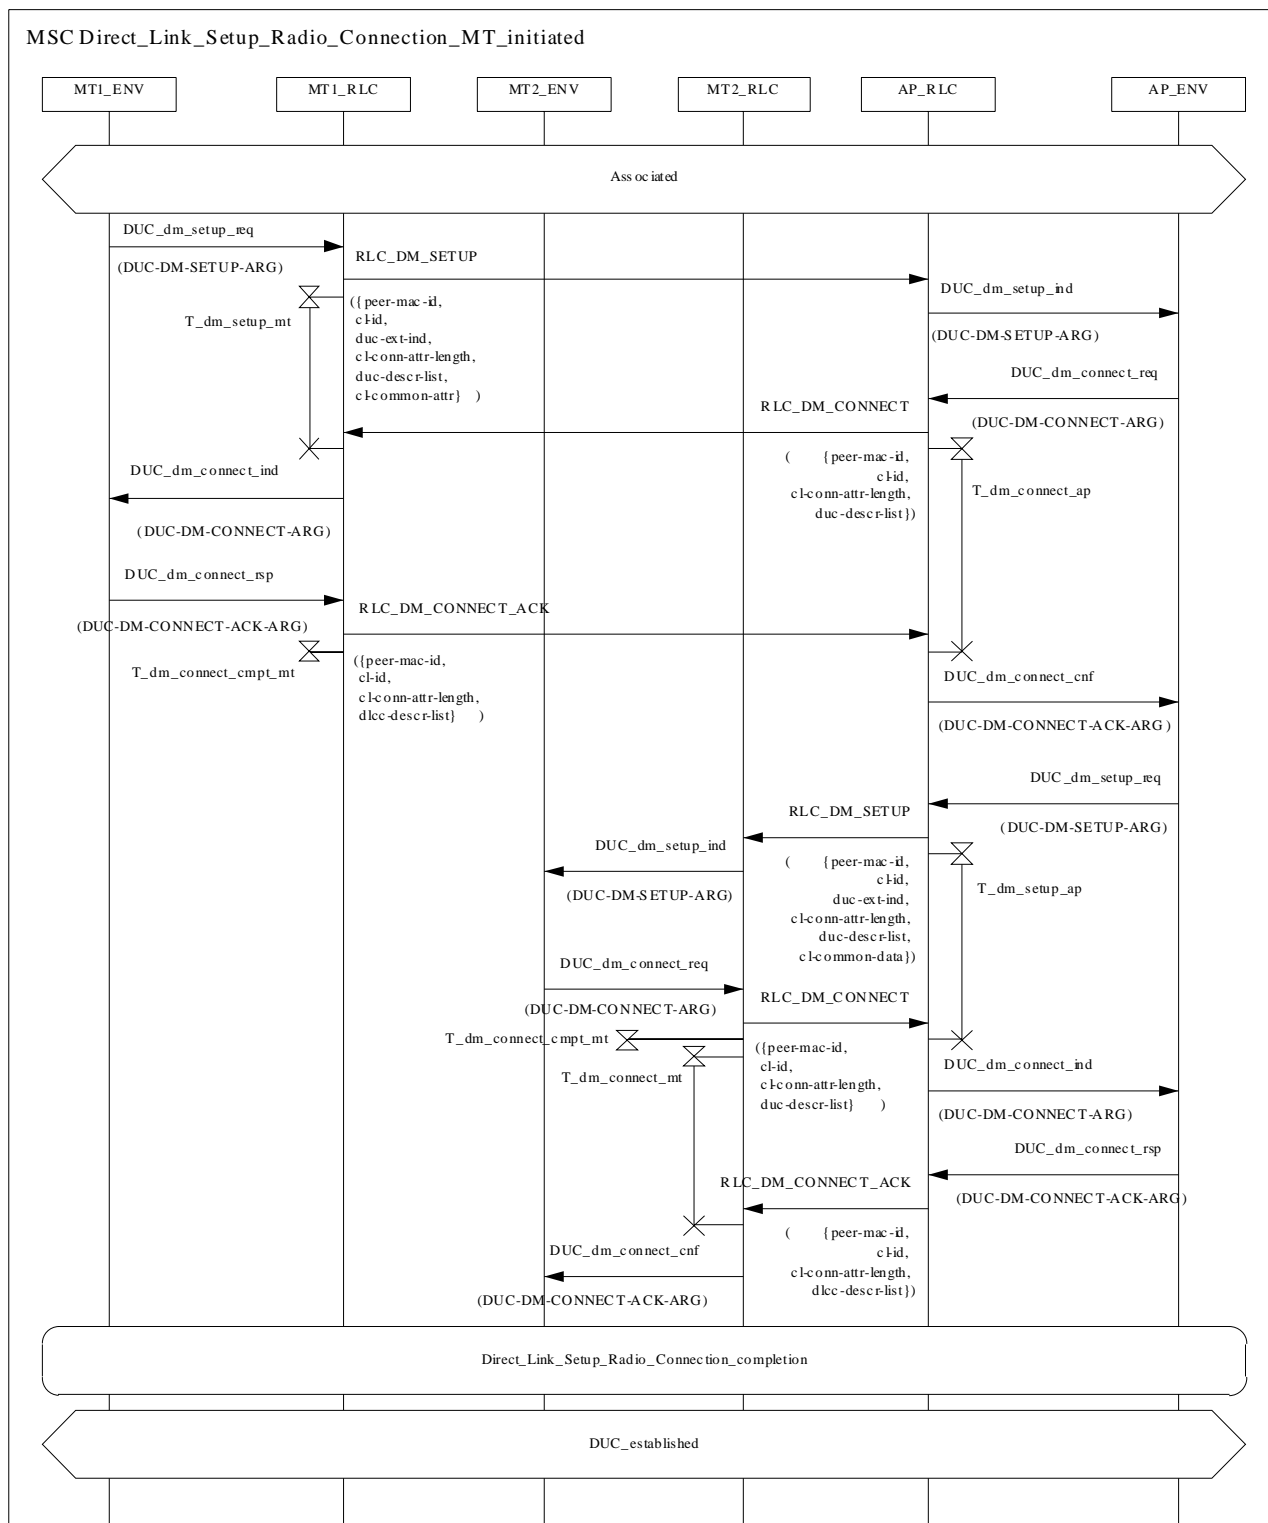 MSC Direct_Link_Setup_Radio_Connection_MT_initiated
MT1_ENV
MT1_RLC
MT2_ENV
MT2_RLC
AP_RLC
AP_ENV
Associated
DUC_dm_setup_req
(DUC-DM-SETUP-ARG)
RLC_DM_SETUP
DUC_dm_setup_ind
(DUC-DM-SETUP-ARG)
T_dm_setup_mt
({peer-mac-id,
cl-id,
duc-ext-ind,
cl-conn-attr-length,
duc-descr-list,
cl-common-attr} )
DUC_dm_connect_req
(DUC-DM-CONNECT-ARG)
RLC_DM_CONNECT
( {peer-mac-id,
cl-id,
cl-conn-attr-length,
duc-descr-list})
T_dm_connect_ap
DUC_dm_connect_ind
(DUC-DM-CONNECT-ARG)
DUC_dm_connect_rsp
(DUC-DM-CONNECT-ACK-ARG)
RLC_DM_CONNECT_ACK
T_dm_connect_cmpt_mt
({peer-mac-id,
cl-id,
cl-conn-attr-length,
dlcc-descr-list} )
DUC_dm_connect_cnf
(DUC-DM-CONNECT-ACK-ARG)
DUC_dm_setup_req
(DUC-DM-SETUP-ARG)
RLC_DM_SETUP
DUC_dm_setup_ind
(DUC-DM-SETUP-ARG)
( {peer-mac-id,
cl-id,
duc-ext-ind,
cl-conn-attr-length,
duc-descr-list,
cl-common-data})
T_dm_setup_ap
DUC_dm_connect_req
(DUC-DM-CONNECT-ARG)
RLC_DM_CONNECT
T_dm_connect_cmpt_mt
T_dm_connect_mt
({peer-mac-id,
cl-id,
cl-conn-attr-length,
duc-descr-list} )
DUC_dm_connect_ind
(DUC-DM-CONNECT-ARG)
DUC_dm_connect_rsp
(DUC-DM-CONNECT-ACK-ARG)
RLC_DM_CONNECT_ACK
( {peer-mac-id,
cl-id,
cl-conn-attr-length,
dlcc-descr-list})
DUC_dm_connect_cnf
(DUC-DM-CONNECT-ACK-ARG)
Direct_Link_Setup_Radio_Connection_completion
DUC_established